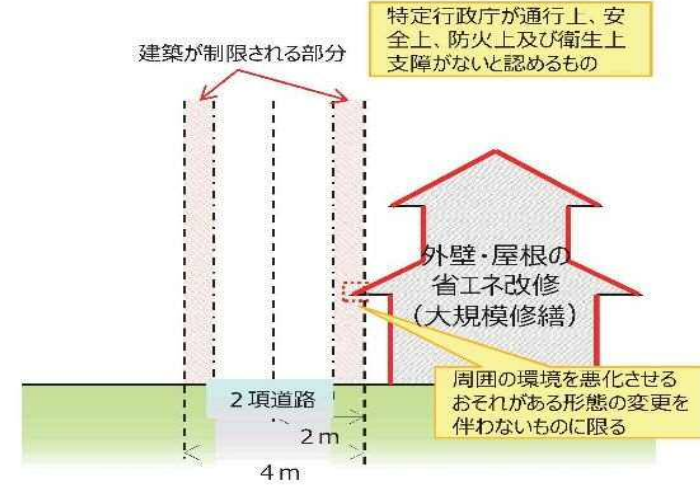 特定行政庁が通行上、安
全上、防火上及び衛生上
支障がないと認めるもの
建築が制限される部分
外壁・屋根の
省エネ改修
（大規模修繕）
周囲の環境を悪化させる
おそれがある形態の変更を
伴わないものに限る
２項道路
2ｍ
4ｍ